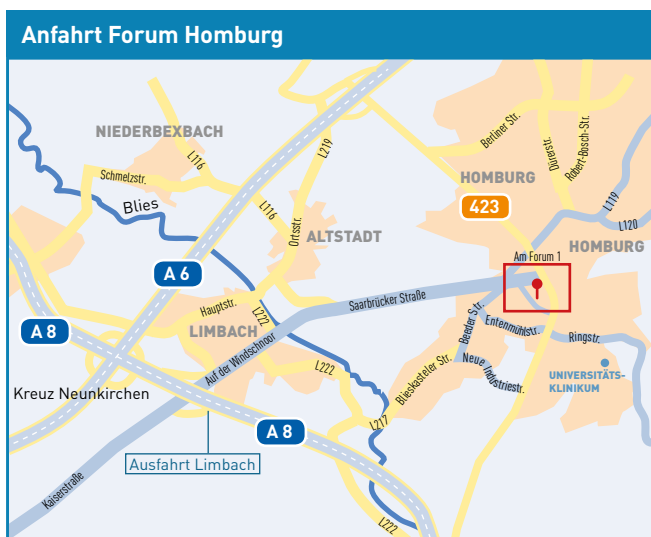 Anfahrt Forum Homburg
NIEDERBEXBACH
L116
Schmelzstr.
Blies
L219
L116
Ortsstr.
ALTSTADT
Berliner Str.
Dürerstr.
Robert-Bosch-Str.
HOMBURG
423
L119
L120
HOMBURG
Am Forum 1
A 6
Saarbrücker Straße
Hauptstr.
L222
A 8
LIMBACH
Auf der Windschnoor
L222
Beeder Str.
Entenmühlstr.
Ringstr.
Neue
Industriestr.
Blieskasteler Str.
UNIVERSITÄTS-
KLINIKUM
Kreuz Neunkirchen
L217
A 8
Ausfahrt Limbach
Kaiserstraße
L222